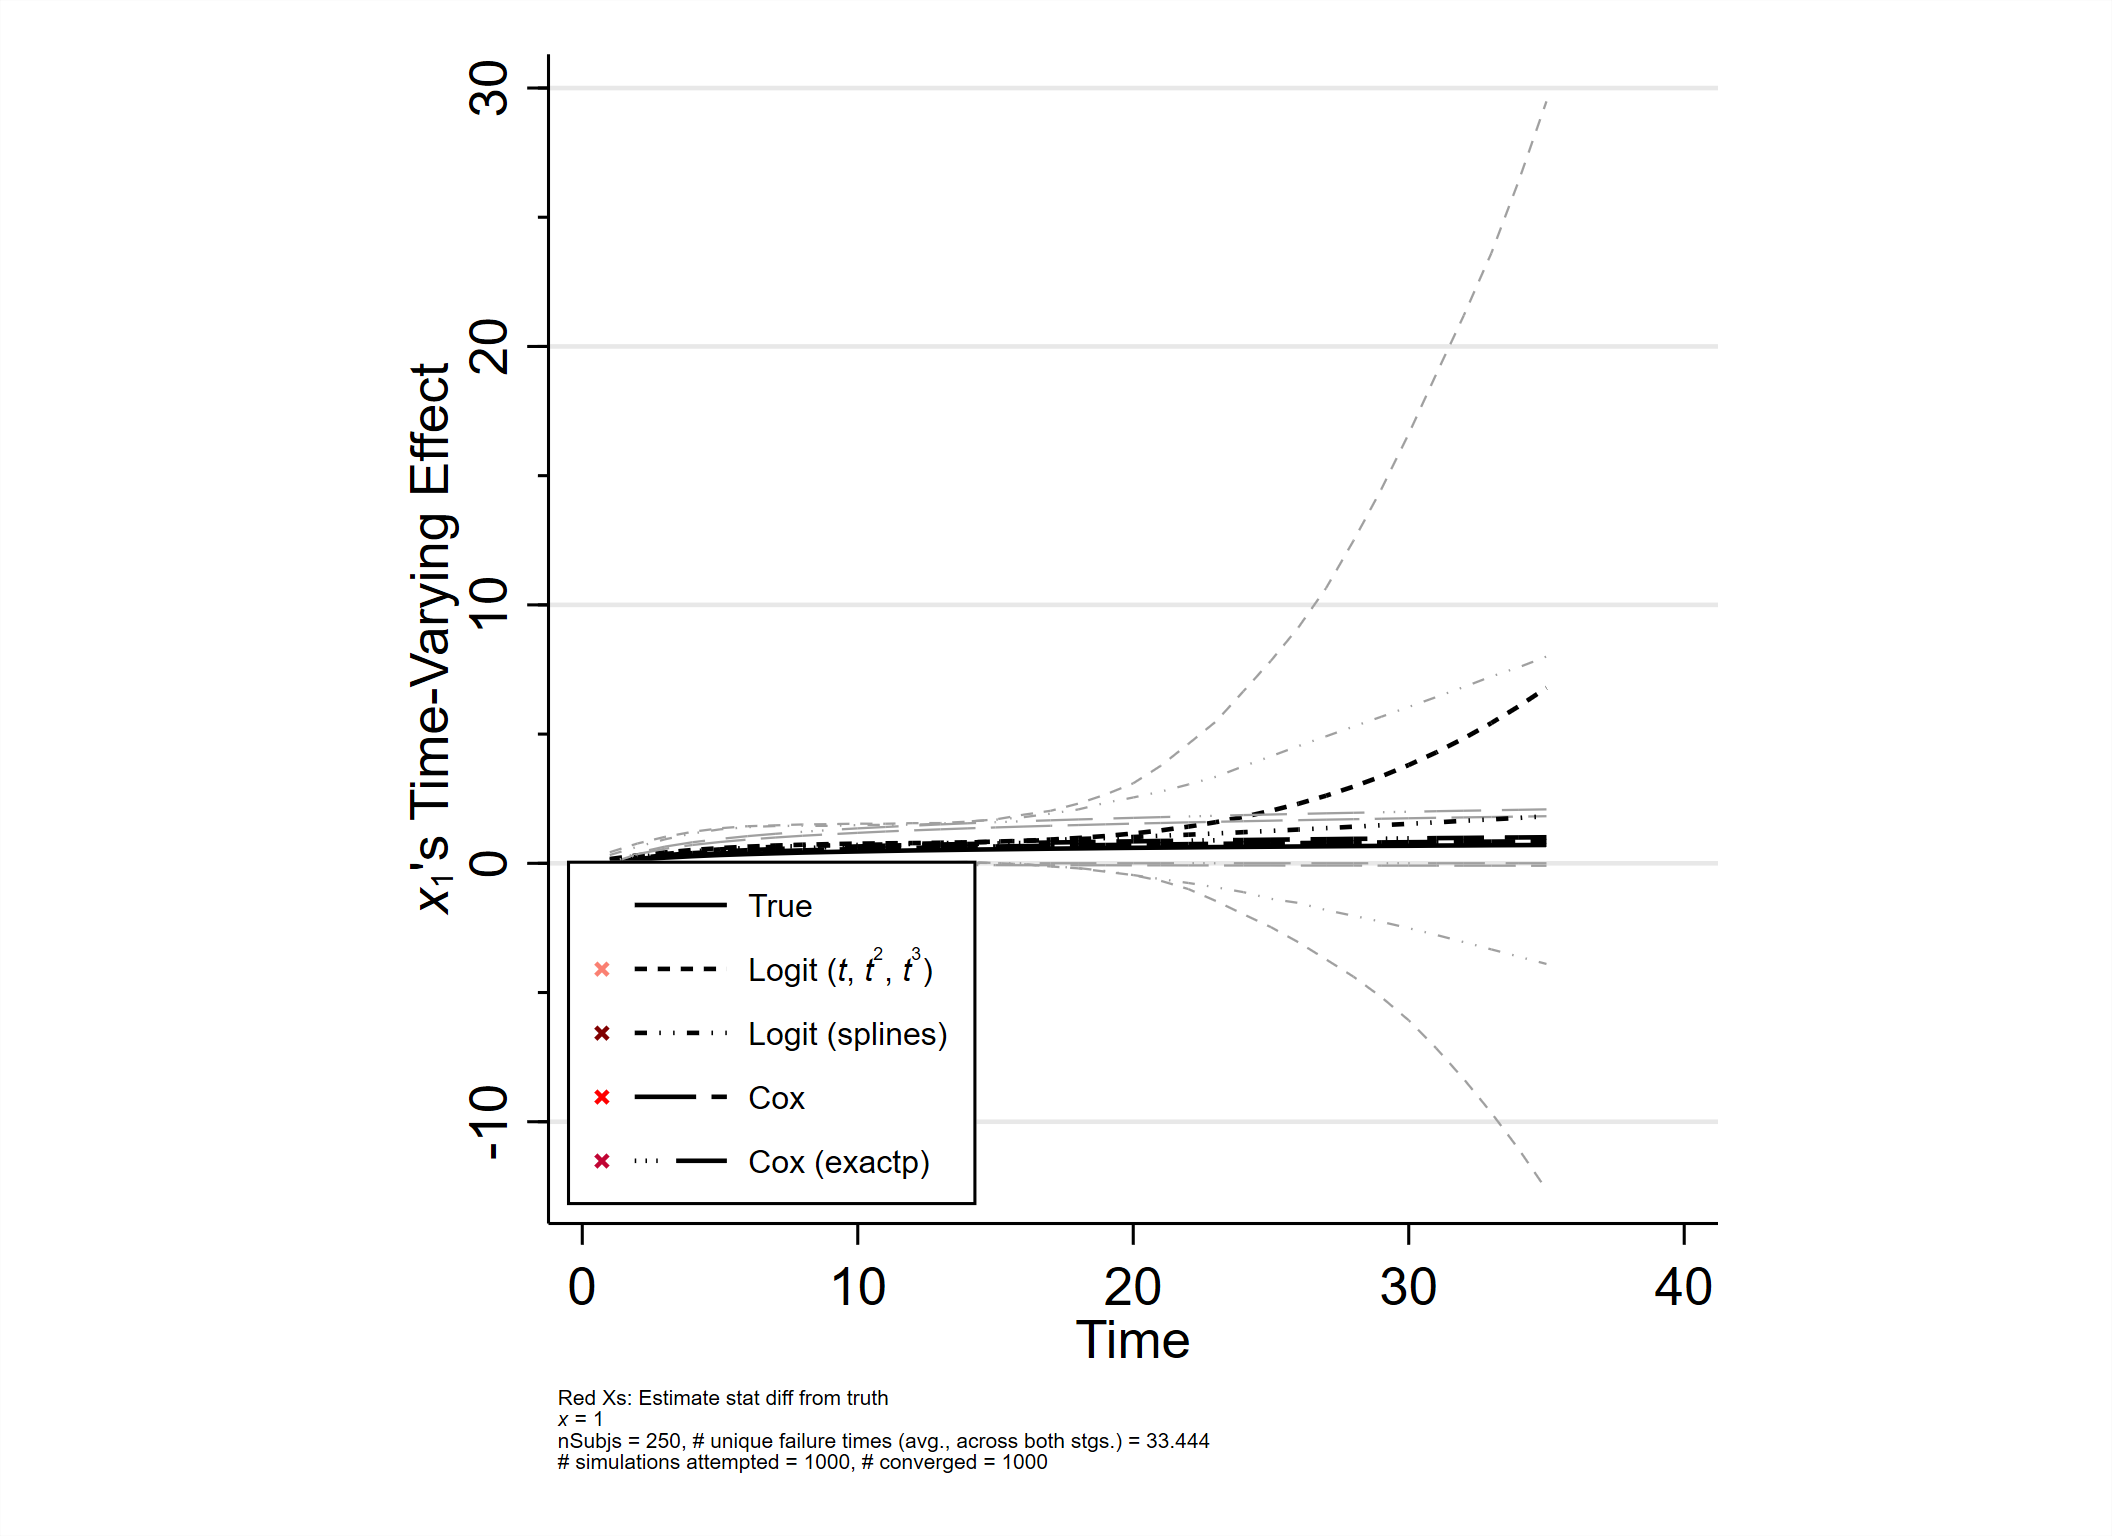 30
20
10
0
-10
x₁'s Time-Varying Effect
True
Logit (t, t², t³)
Logit (splines)
Cox
Cox (exactp)
0 10 20 30 40
Time
Red Xs: Estimate stat diff from truth
x = 1
nSubjs = 250, # unique failure times (avg., across both stgs.) = 33.444
# simulations attempted = 1000, # converged = 1000